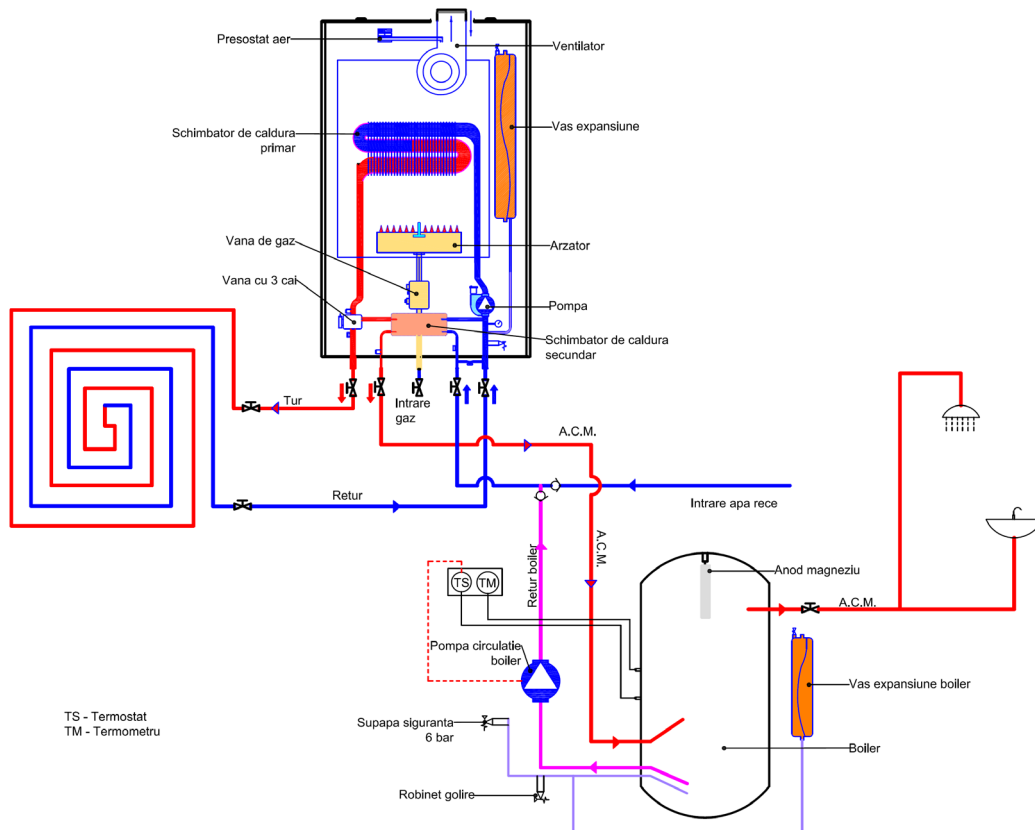 Presostat aer
Ventilator
Schimbator de caldura
primar
Vas expansiune
Vana de gaz
Arzator
Vana cu 3 cai
Pompa
Schimbator de caldura
secundar
Tur
Intrare
gaz
A.C.M.
Retur
Intrare apa rece
A.C.M.
Retur boiler
TS
TM
Anod magneziu
A.C.M.
Pompa circulatie
boiler
Vas expansiune boiler
TS - Termostat
TM - Termometru
Supapa siguranta
6 bar
Boiler
Robinet golire